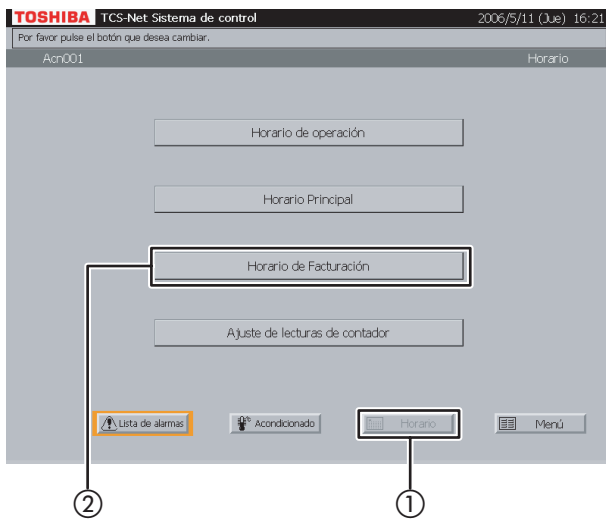 TOSHIBA TCS-Net Sistema de control 2006/5/11 (Jue) 16:21
Por favor pulse el botón que desea cambiar.
Acn001 Horario
Horario de operación
Horario Principal
Horario de Facturación
Ajuste de lecturas de contador
Lista de alarmas Acondicionado Horario Menú
② ①